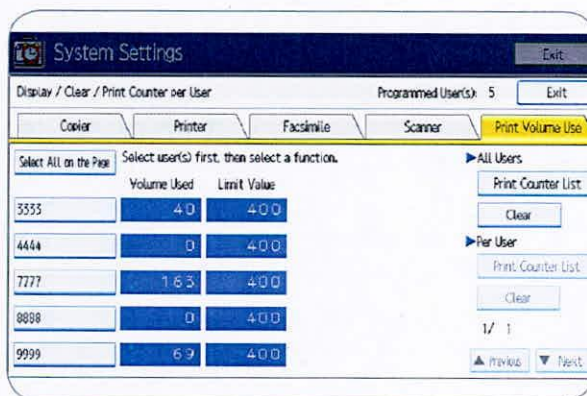 System Settings
Exit
Display / Clear / Print Counter per User
Programmed User(s): 5
Exit
Copier
Printer
Facsimile
Scanner
Print Volume Use
Select All on the Page
Select user(s) first, then select a function.
▶All Users
Volume Used
Limit Value
Print Counter List
3333
40
400
Clear
4444
0
400
▶Per User
Print Counter List
7777
163
400
Clear
8888
0
400
1/ 1
9999
69
400
▲ Previous
▼ Next